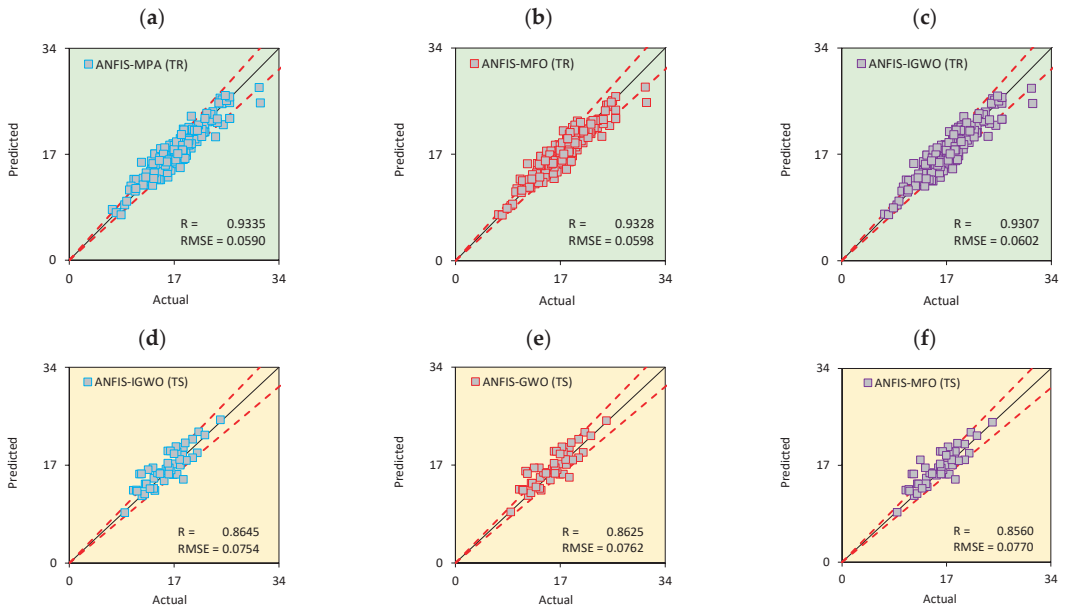 (a)
34
ANFIS-MPA (TR)
Predicted
17
R = 0.9335
RMSE = 0.0590
0
0 17 34
Actual
(b)
34
ANFIS-MFO (TR)
Predicted
17
R = 0.9328
RMSE = 0.0598
0
0 17 34
Actual
(c)
34
ANFIS-IGWO (TR)
Predicted
17
R = 0.9307
RMSE = 0.0602
0
0 17 34
Actual
(d)
34
ANFIS-IGWO (TS)
Predicted
17
R = 0.8645
RMSE = 0.0754
0
0 17 34
Actual
(e)
34
ANFIS-GWO (TS)
Predicted
17
R = 0.8625
RMSE = 0.0762
0
0 17 34
Actual
(f)
34
ANFIS-MFO (TS)
Predicted
17
R = 0.8560
RMSE = 0.0770
0
0 17 34
Actual